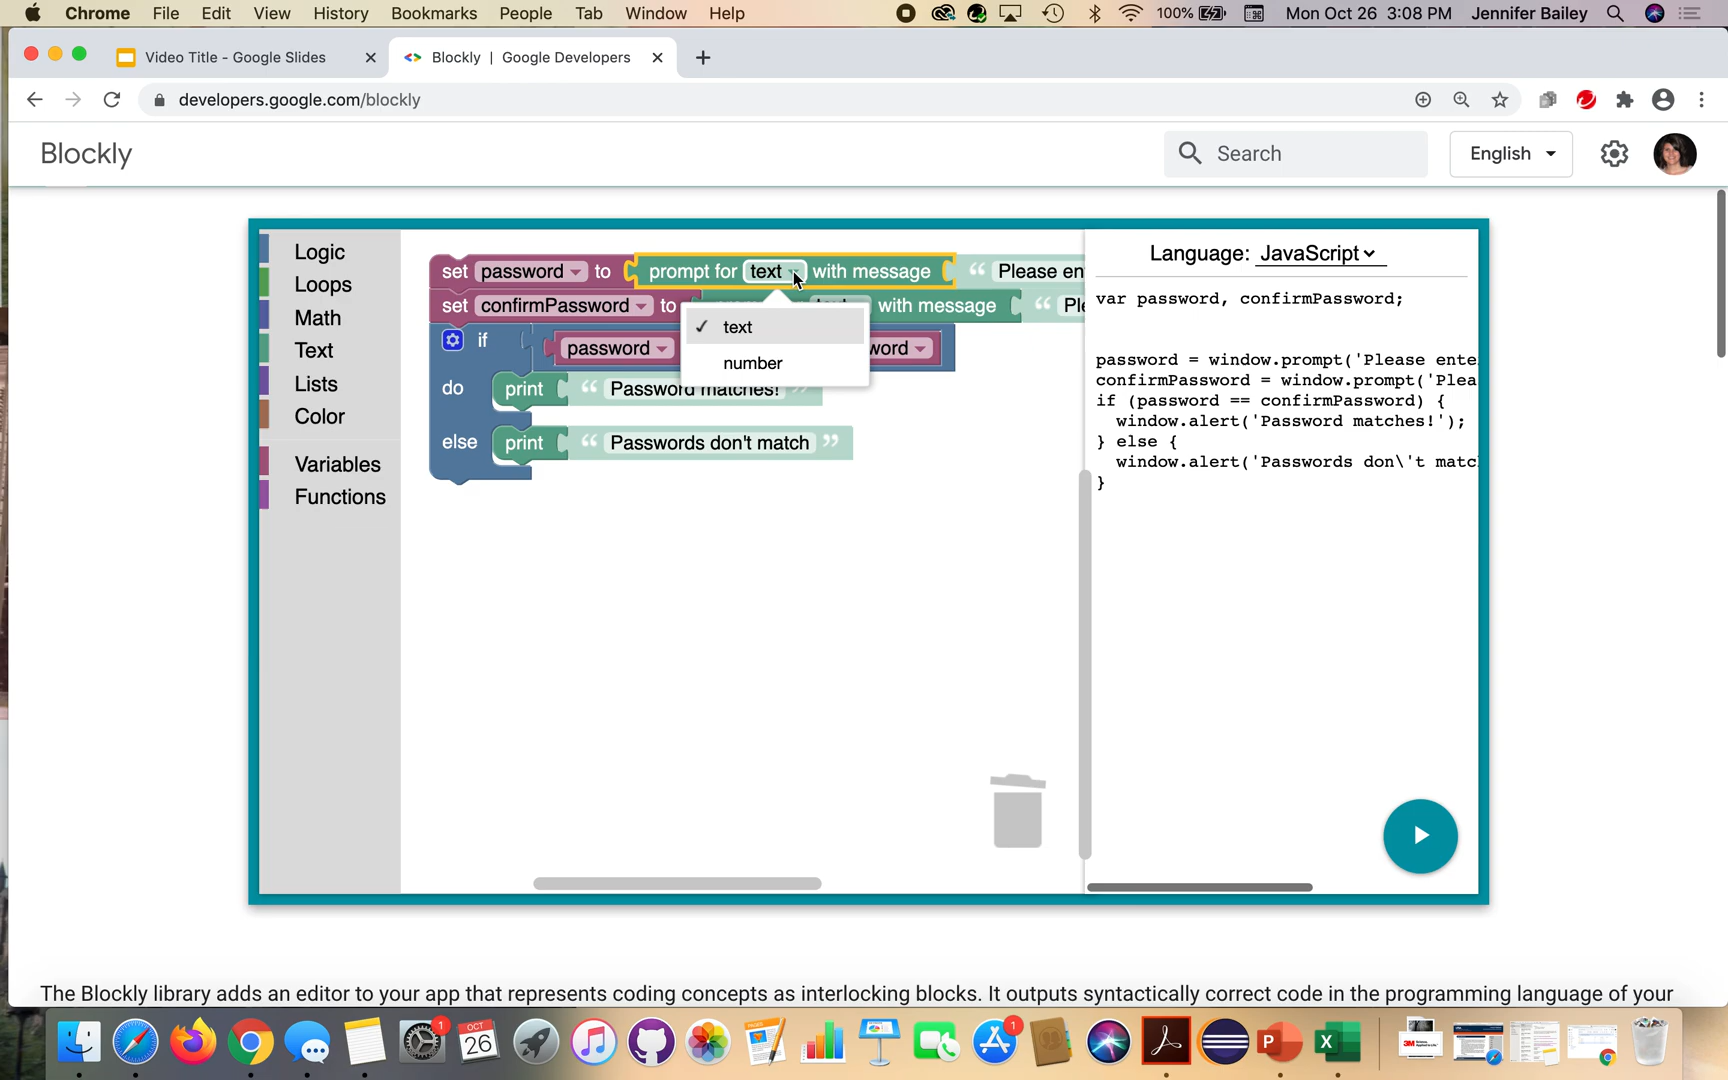 Chrome File Edit View History Bookmarks People Tab Window Help 100% Mon Oct 26 3:08 PM Jennifer Bailey
Video Title - Google Slides Blockly | Google Developers
developers.google.com/blockly
Blockly Search English
Logic
Loops
Math
Text
Lists
Color
Variables
Functions
set password to prompt for text with message “ Please en
set confirmPassword to with message “ Ple
text
number
if password word
do print “ Password matches! ”
else print “ Passwords don't match ”
Language: JavaScript
var password, confirmPassword;
password = window.prompt('Please ente
confirmPassword = window.prompt('Plea
if (password == confirmPassword) {
window.alert('Password matches!');
} else {
window.alert('Passwords don\'t matc
}
The Blockly library adds an editor to your app that represents coding concepts as interlocking blocks. It outputs syntactically correct code in the programming language of your
1 OCT 26 PAGES 1 P X 3M